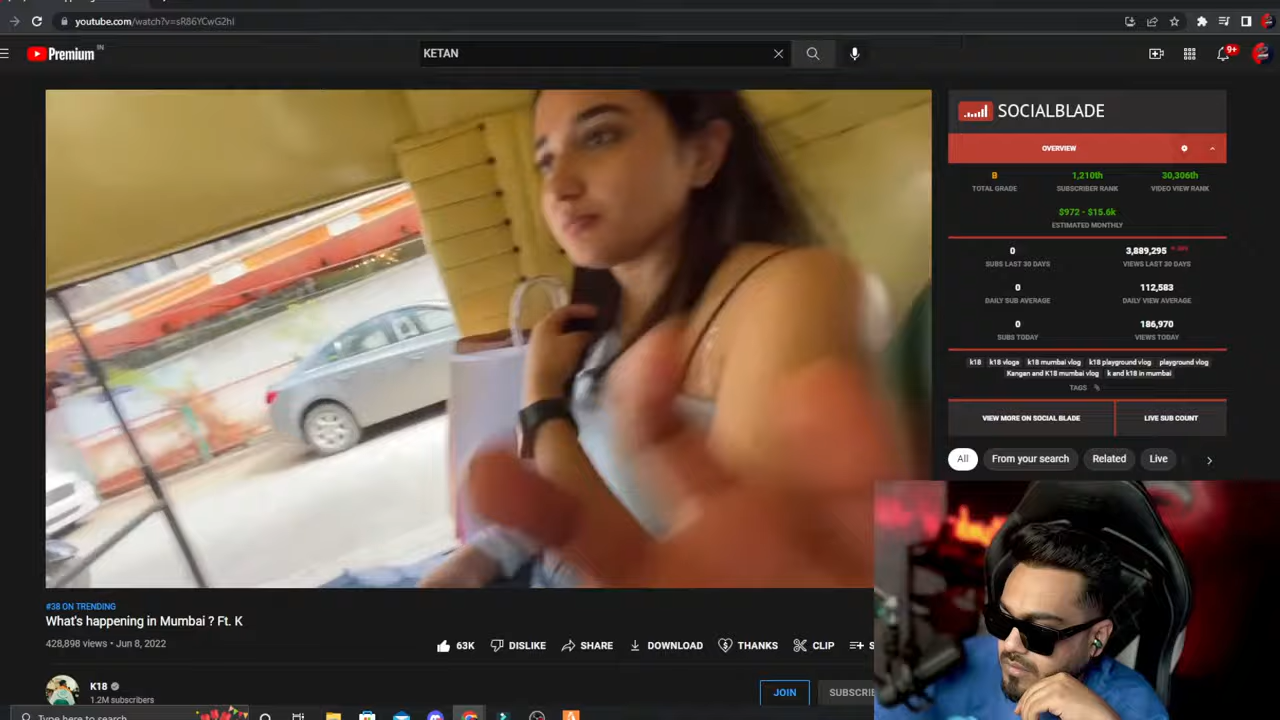 youtube.com/watch?v=sR86YCwG2hI
Premium IN
KETAN
9+
SOCIALBLADE
OVERVIEW
B
1,210th
30,306th
TOTAL GRADE
SUBSCRIBER RANK
VIDEO VIEW RANK
$972 - $15.6k
ESTIMATED MONTHLY
0
3,889,295
SUBS LAST 30 DAYS
VIEWS LAST 30 DAYS
0
112,583
DAILY SUB AVERAGE
DAILY VIEW AVERAGE
0
186,970
SUBS TODAY
VIEWS TODAY
k18 k18 vloga k18 mumbai vlog k18 playground vlog playground vlog
Kangan and K18 mumbai vlog k and k18 in mumbai
TAGS
VIEW MORE ON SOCIAL BLADE
LIVE SUB COUNT
All From your search Related Live
#38 ON TRENDING
What's happening in Mumbai ? Ft. K
428,898 views • Jun 8, 2022
63K DISLIKE SHARE DOWNLOAD THANKS CLIP
K18
1.2M subscribers
JOIN
Type here to search